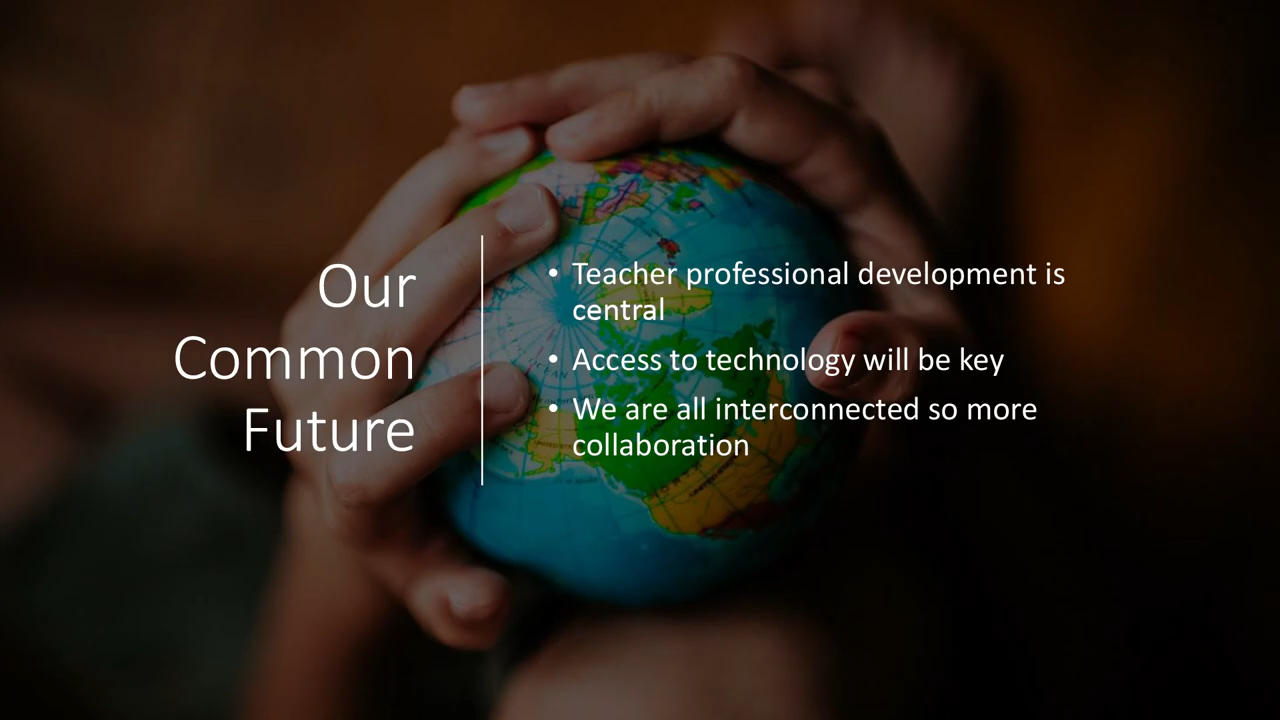 Our
Common
Future
• Teacher professional development is
central
• Access to technology will be key
• We are all interconnected so more
collaboration